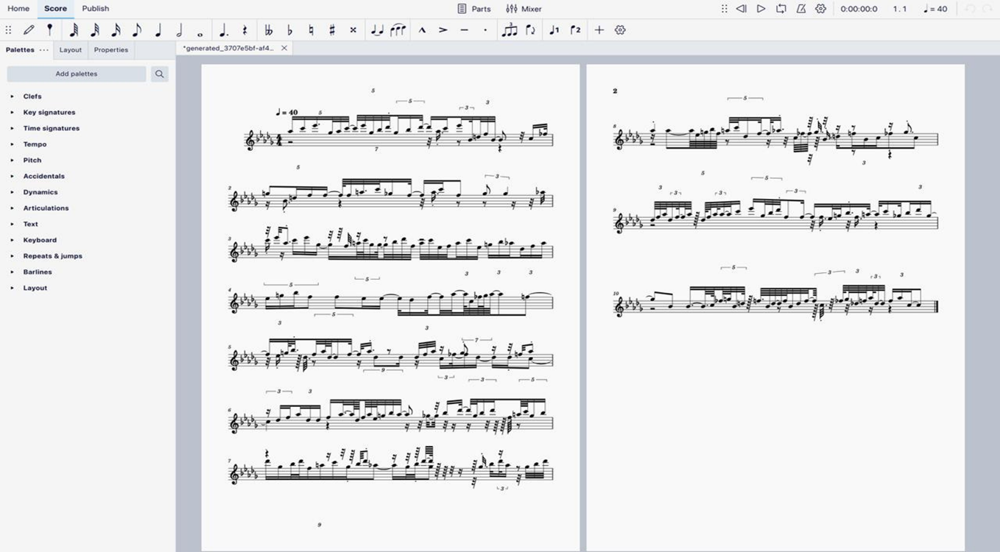 Home Score Publish Parts Mixer 0:00:00:0 1. 1 ♩ = 40
Palettes ··· Layout Properties *generated_3707e5bf-af4...
Add palettes
Clefs
Key signatures
Time signatures
Tempo
Pitch
Accidentals
Dynamics
Articulations
Text
Keyboard
Repeats & jumps
Barlines
Layout
5
5 3
♩ = 40 5 3
4
4
7
5
2 3
3
5 3 3 3
4 5
3 5 3
5 7
9
3 3 5
3 3
6
7
3
9
2
5
8
3
5 5
3 3 3 3
9
5 3 3 3 3
10